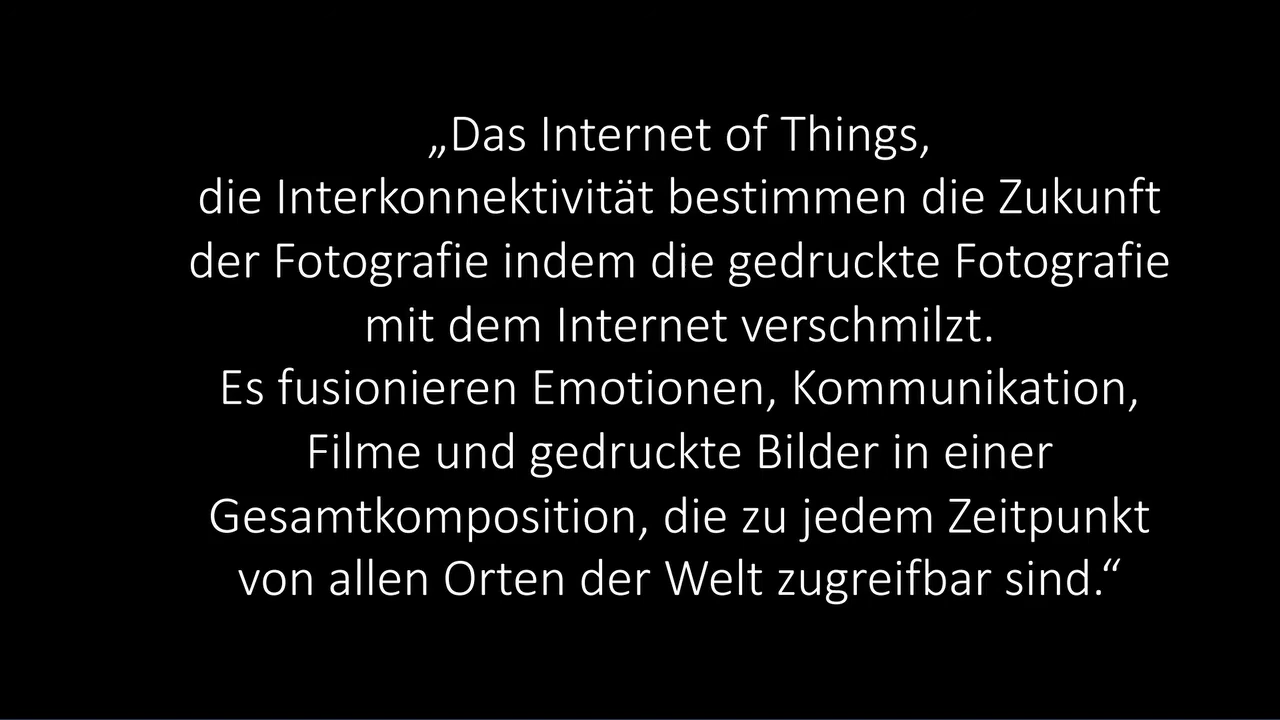 „Das Internet of Things,
die Interkonnektivität bestimmen die Zukunft
der Fotografie indem die gedruckte Fotografie
mit dem Internet verschmilzt.
Es fusionieren Emotionen, Kommunikation,
Filme und gedruckte Bilder in einer
Gesamtkomposition, die zu jedem Zeitpunkt
von allen Orten der Welt zugreifbar sind.“